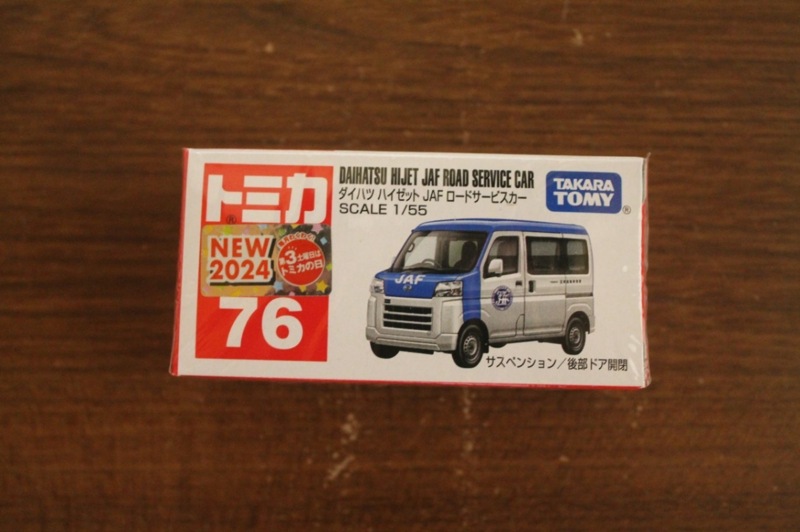 トミカ
®
NEW
2024
第3土曜日は
トミカの日
76
DAIHATSU HIJET JAF ROAD SERVICE CAR
ダイハツ ハイゼット JAF ロードサービスカー
SCALE 1/55
TAKARA
TOMY
®
JAF
サスペンション/後部ドア開閉